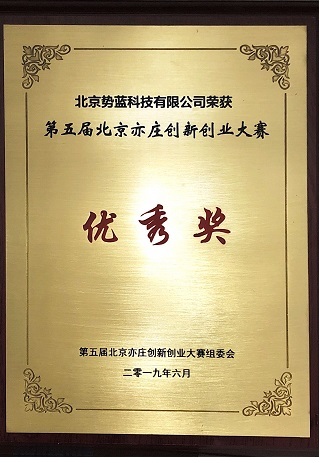 北京势蓝科技有限公司荣获
第五届北京亦庄创新创业大赛
优秀奖
第五届北京亦庄创新创业大赛组委会
二零一九年六月